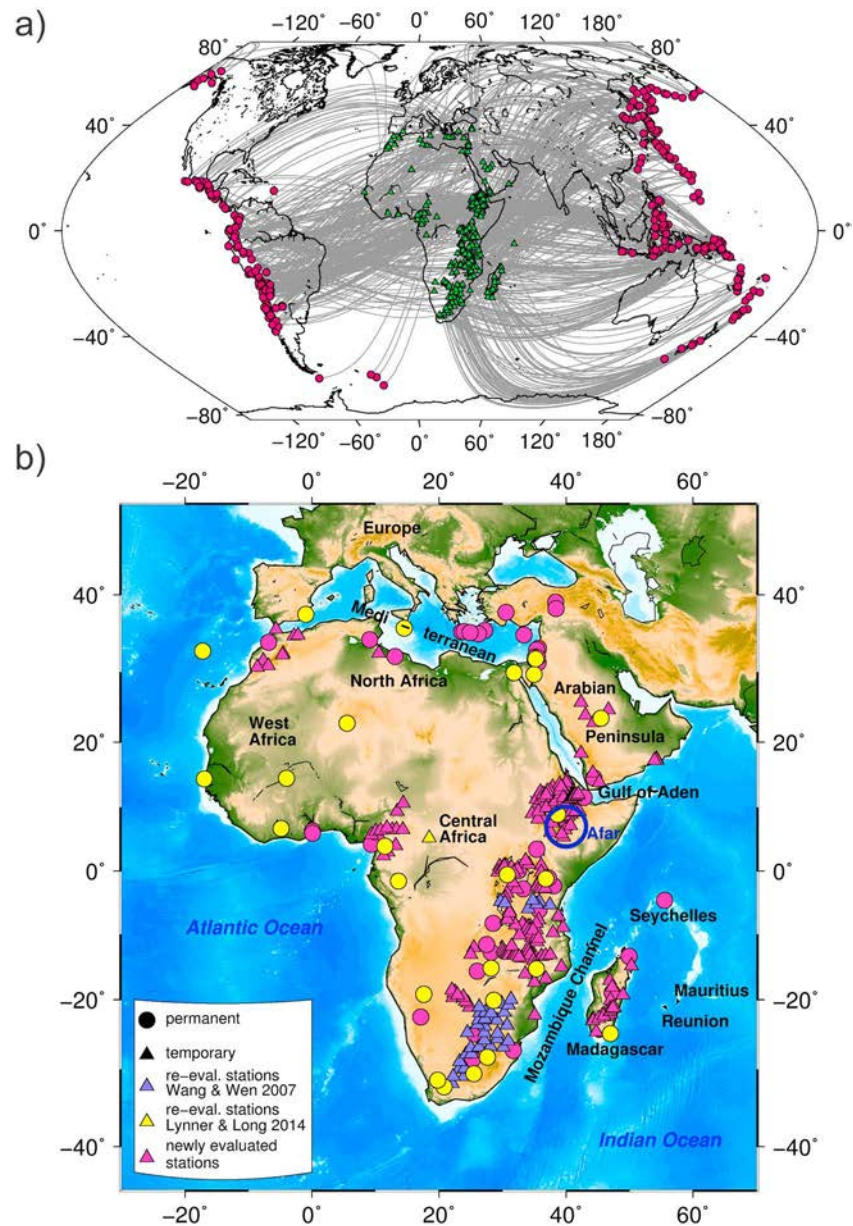 a)
−120° −60° 0° 60° 120°
80° 80°
40° 40°
0° 0°
−40° −40°
−80° −80°
−120° −60° 0° 60° 120° 180°
b)
−20° 0° 20° 40° 60°
Europe
40° 40°
Medi
terranean
North Africa
Arabian
West
Africa
Peninsula
20° 20°
Gulf of Aden
Central
Africa
Afar
0° 0°
Seychelles
Atlantic Ocean
Mozambique Channel
Mauritius
−20° −20°
Reunion
Madagascar
permanent
temporary
re-eval. stations
Wang & Wen 2007
re-eval. stations
Lynner & Long 2014
newly evaluated
stations
Indian Ocean
−40° −40°
−20° 0° 20° 40° 60°